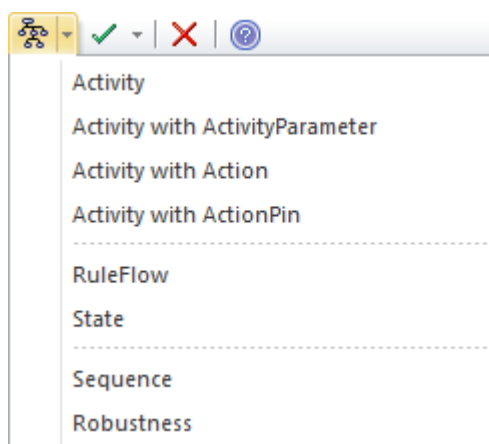 Activity
Activity with ActivityParameter
Activity with Action
Activity with ActionPin
RuleFlow
State
Sequence
Robustness